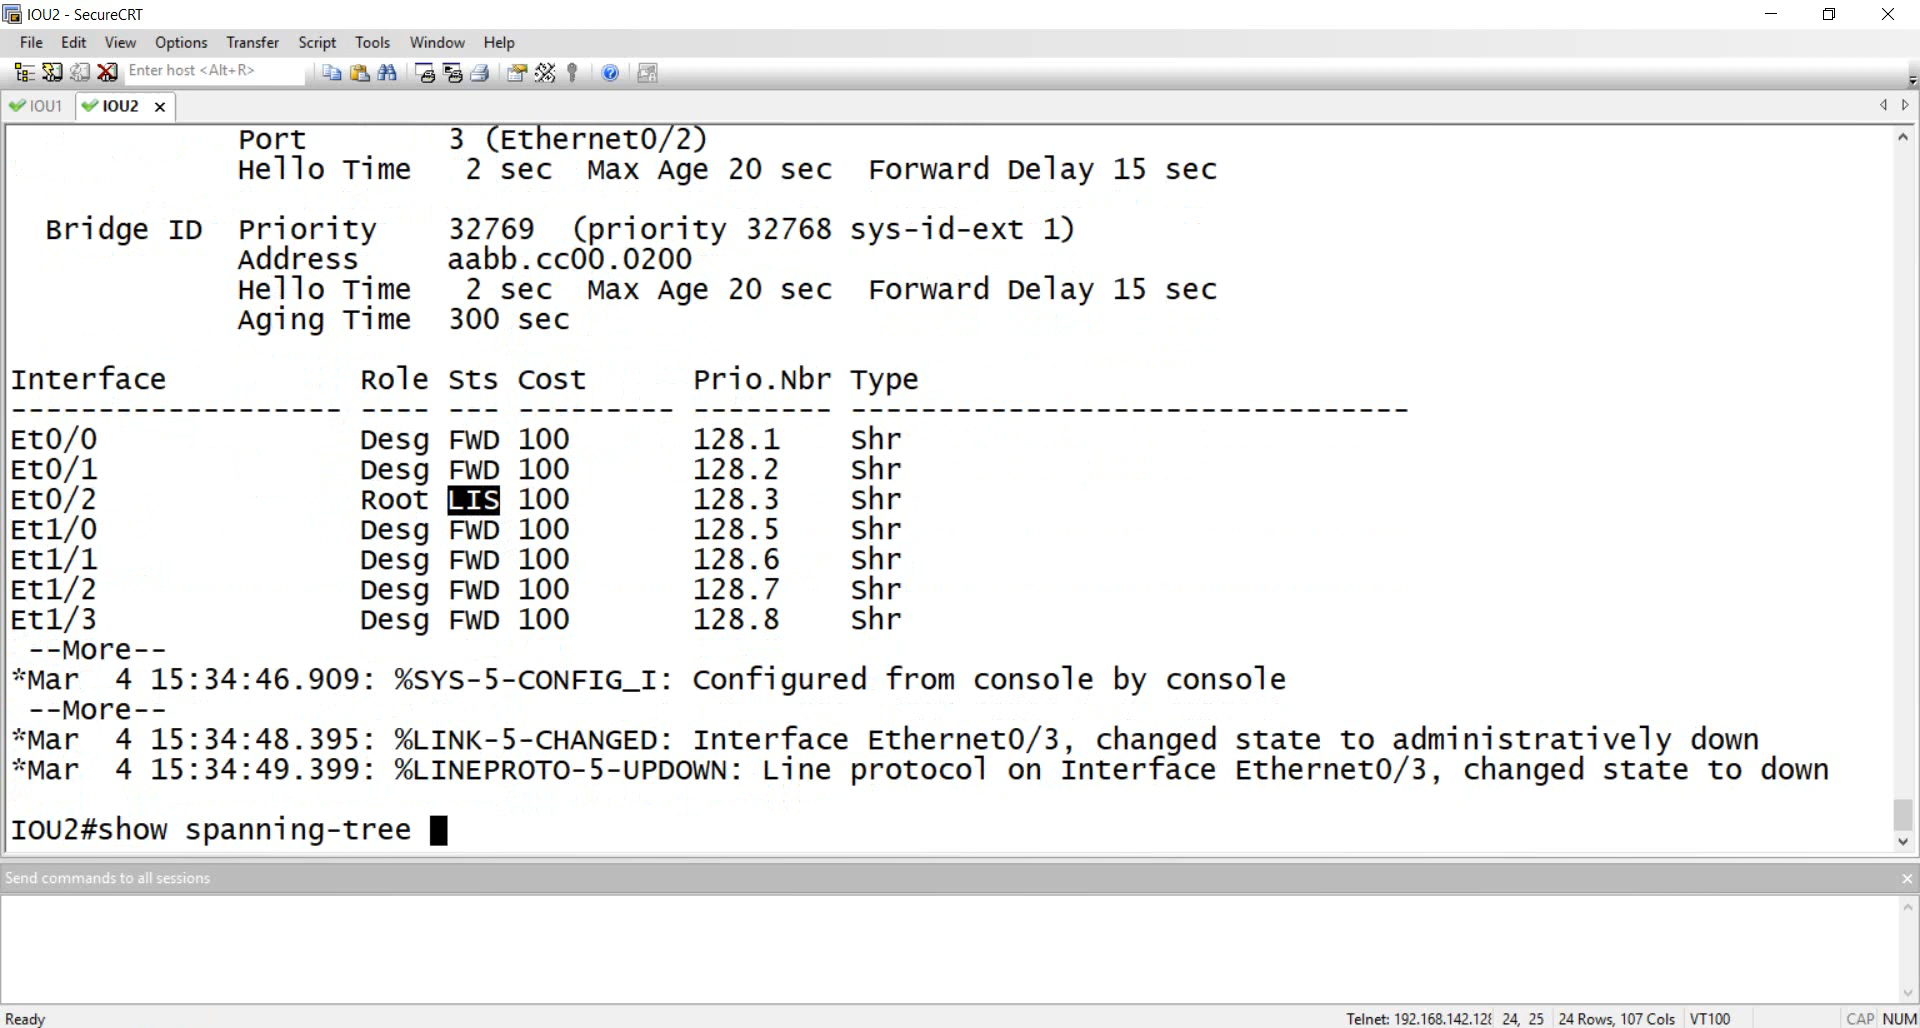 IOU2 - SecureCRT
File Edit View Options Transfer Script Tools Window Help
Enter host <Alt+R>
IOU1 IOU2
Port 3 (Ethernet0/2)
Hello Time 2 sec Max Age 20 sec Forward Delay 15 sec
Bridge ID Priority 32769 (priority 32768 sys-id-ext 1)
Address aabb.cc00.0200
Hello Time 2 sec Max Age 20 sec Forward Delay 15 sec
Aging Time 300 sec
Interface Role Sts Cost Prio.Nbr Type
------------------- ---- --- --------- -------- --------------------------------
Et0/0 Desg FWD 100 128.1 Shr
Et0/1 Desg FWD 100 128.2 Shr
Et0/2 Root LIS 100 128.3 Shr
Et1/0 Desg FWD 100 128.5 Shr
Et1/1 Desg FWD 100 128.6 Shr
Et1/2 Desg FWD 100 128.7 Shr
Et1/3 Desg FWD 100 128.8 Shr
--More--
*Mar 4 15:34:46.909: %SYS-5-CONFIG_I: Configured from console by console
--More--
*Mar 4 15:34:48.395: %LINK-5-CHANGED: Interface Ethernet0/3, changed state to administratively down
*Mar 4 15:34:49.399: %LINEPROTO-5-UPDOWN: Line protocol on Interface Ethernet0/3, changed state to down
IOU2#show spanning-tree
Send commands to all sessions
Ready Telnet: 192.168.142.128 24, 25 24 Rows, 107 Cols VT100 CAP NUM